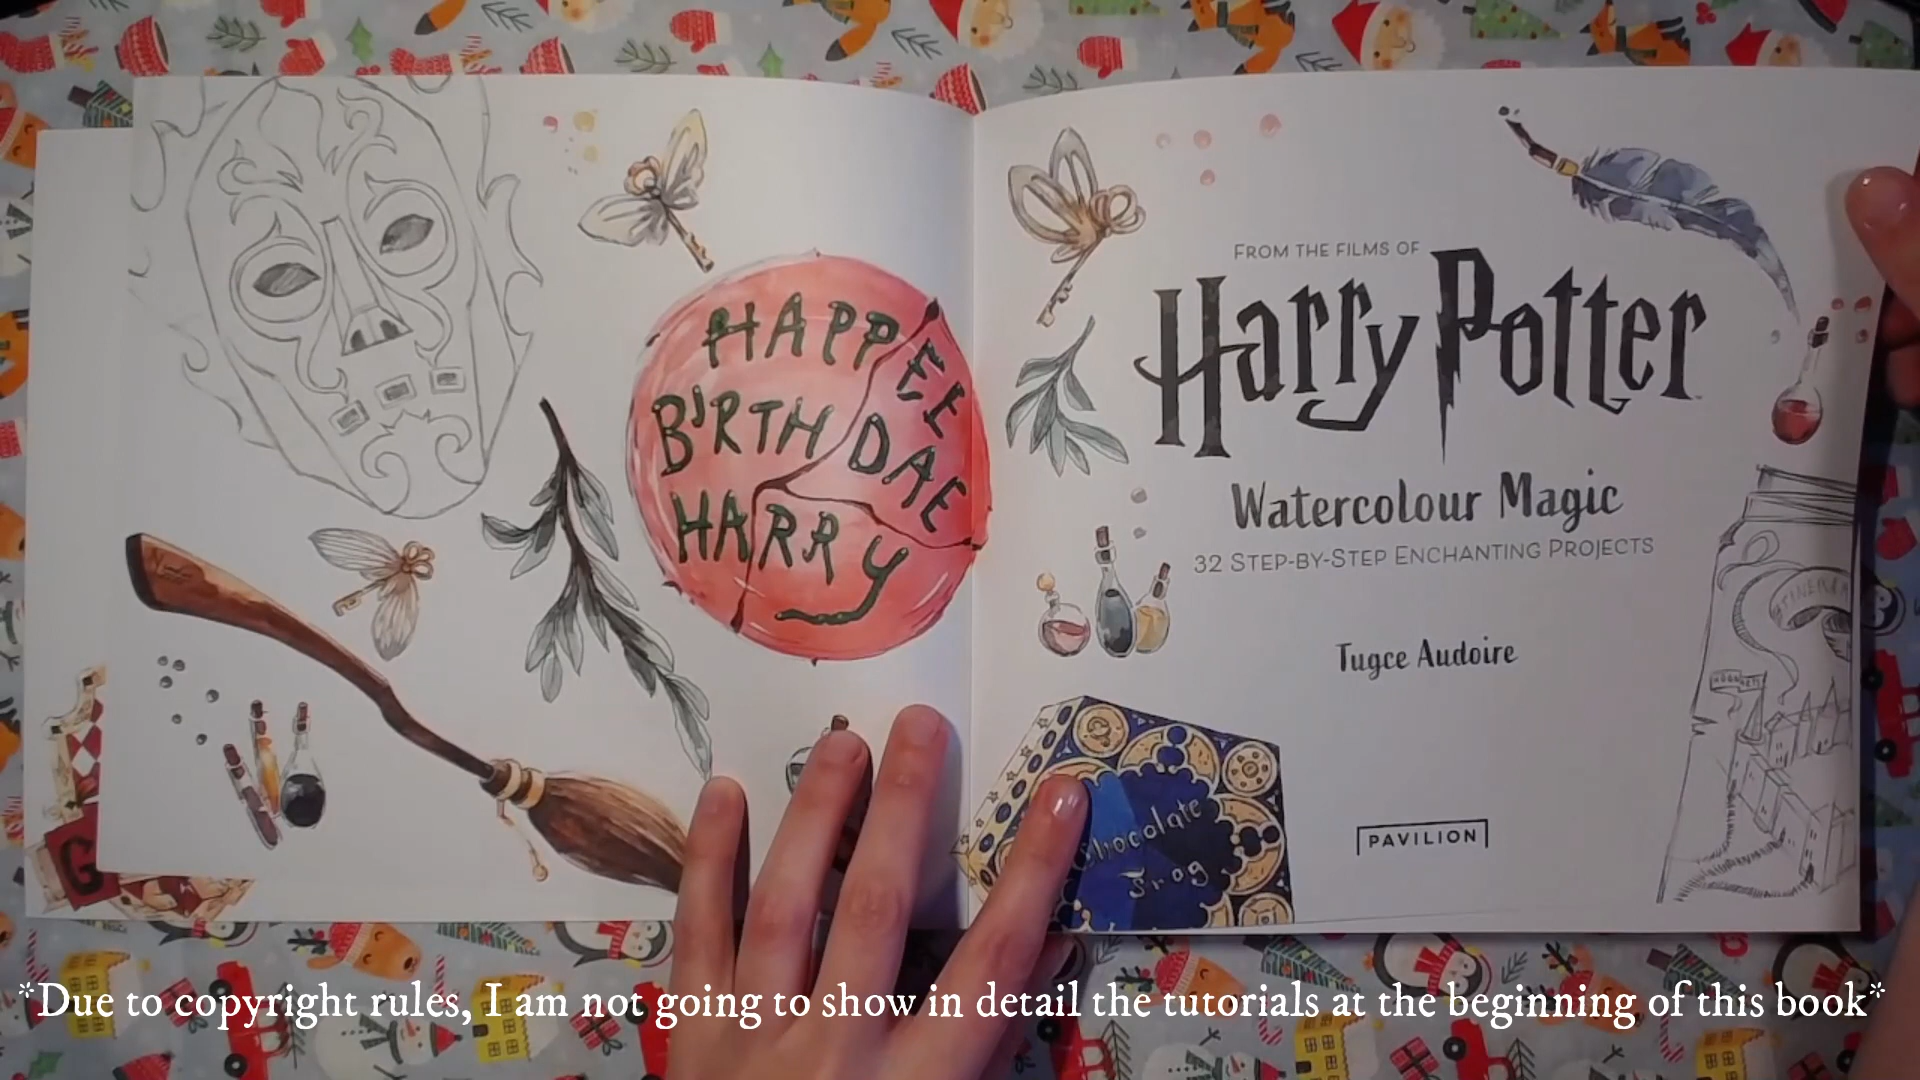 HAPPEE
BIRTHDAE
HARRY
G
FROM THE FILMS OF
Harry Potter
Watercolour Magic
32 STEP-BY-STEP ENCHANTING PROJECTS
Tugce Audoire
Chocolate
Frog
PAVILION
*Due to copyright rules, I am not going to show in detail the tutorials at the beginning of this book*